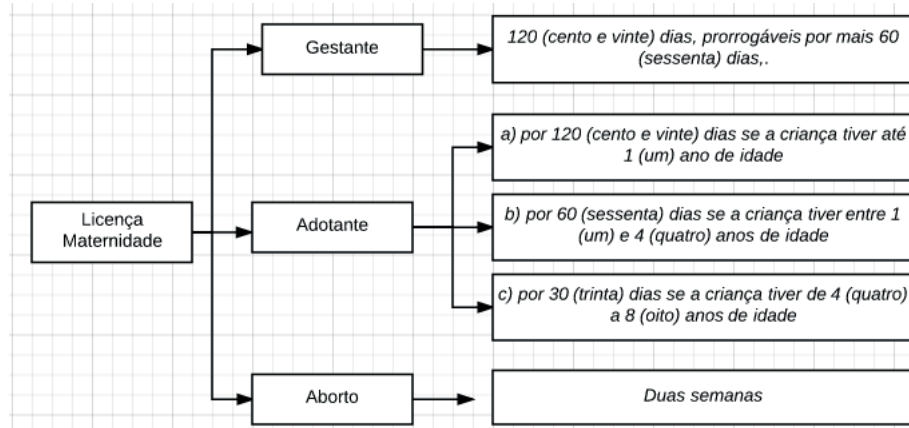 Gestante
120 (cento e vinte) dias, prorrogáveis por mais 60
(sessenta) dias,.
a) por 120 (cento e vinte) dias se a criança tiver até
1 (um) ano de idade
Licença
Maternidade
Adotante
b) por 60 (sessenta) dias se a criança tiver entre 1
(um) e 4 (quatro) anos de idade
c) por 30 (trinta) dias se a criança tiver de 4 (quatro)
a 8 (oito) anos de idade
Aborto
Duas semanas